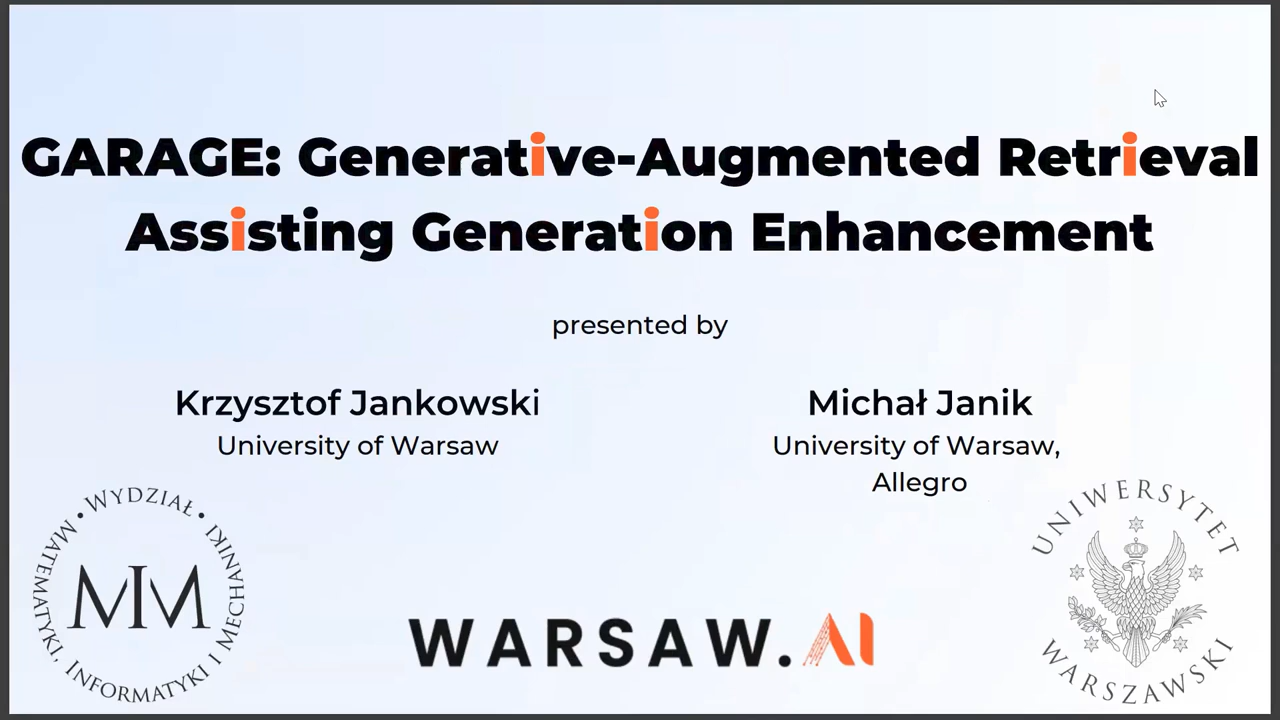 GARAGE: Generative-Augmented Retrieval
Assisting Generation Enhancement
presented by
Krzysztof Jankowski
University of Warsaw
Michał Janik
University of Warsaw,
Allegro
• WYDZIAŁ •
MATEMATYKI, INFORMATYKI I MECHANIKI
MIM
WARSAW.AI
UNIWERSYTET
WARSZAWSKI